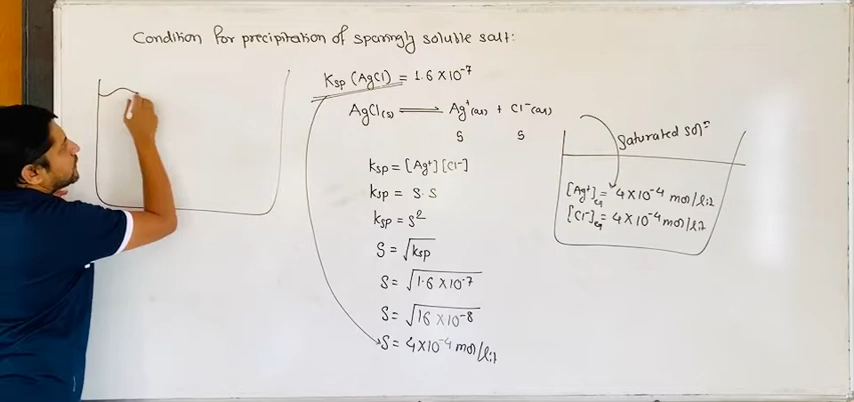 Condition for precipitation of sparingly soluble salt:
Ksp (AgCl) = 1.6 × 10⁻⁷
AgCl(s) ⇌ Ag⁺(aq) + Cl⁻(aq)
S S
Ksp = [Ag⁺][Cl⁻]
Ksp = S·S
Ksp = S²
S = √Ksp
S = √1.6 × 10⁻⁷
S = √16 × 10⁻⁸
S = 4 × 10⁻⁴ mol/lit
Saturated solⁿ
[Ag⁺]eq = 4 × 10⁻⁴ mol/lit
[Cl⁻]eq = 4 × 10⁻⁴ mol/lit